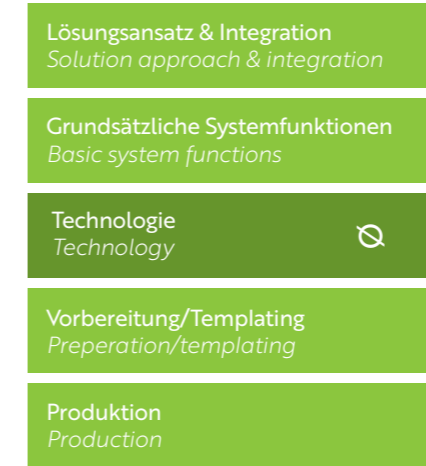 Lösungsansatz & Integration
Solution approach & integration
Grundsätzliche Systemfunktionen
Basic system functions
Technologie
Technology
Vorbereitung/Templating
Preperation/templating
Produktion
Production